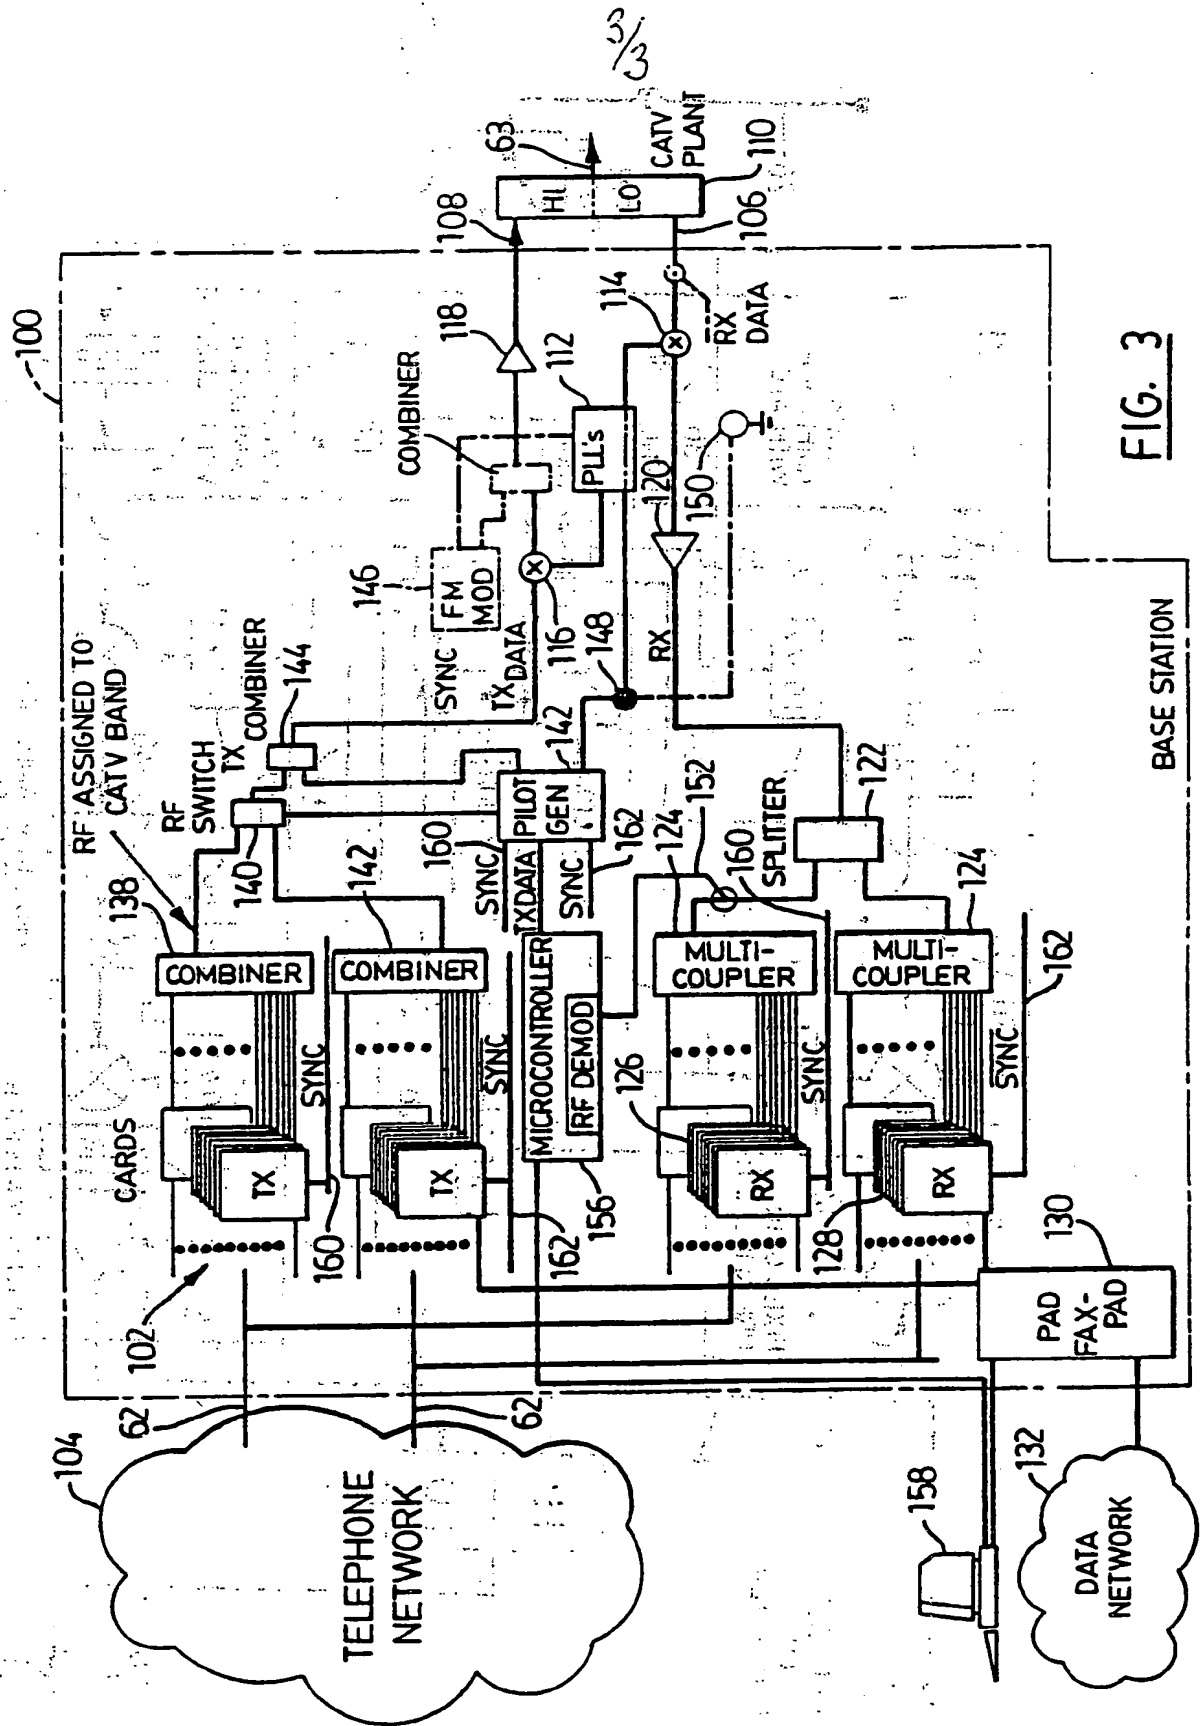 3/3
FIG. 3
100
BASE STATION
104
TELEPHONE
NETWORK
62
62
102
CARDS
TX
160
SYNC
COMBINER
138
RF ASSIGNED TO
CATV BAND
RF
SWITCH
140
TX
COMBINER
144
TX
162
SYNC
COMBINER
142
SYNC
160
TXDATA
SYNC
162
PILOT
GEN
142
SYNC
TX
DATA
146
FM
MOD
116
COMBINER
118
108
HI
LO
63
CATV
PLANT
110
106
PLL's
112
114
RX
DATA
148
150
120
RX
MICROCONTROLLER
RF DEMOD
156
152
124
MULTI-
COUPLER
126
RX
SYNC
160
SPLITTER
122
124
MULTI-
COUPLER
128
RX
SYNC
162
130
PAD
FAX-
PAD
158
132
DATA
NETWORK